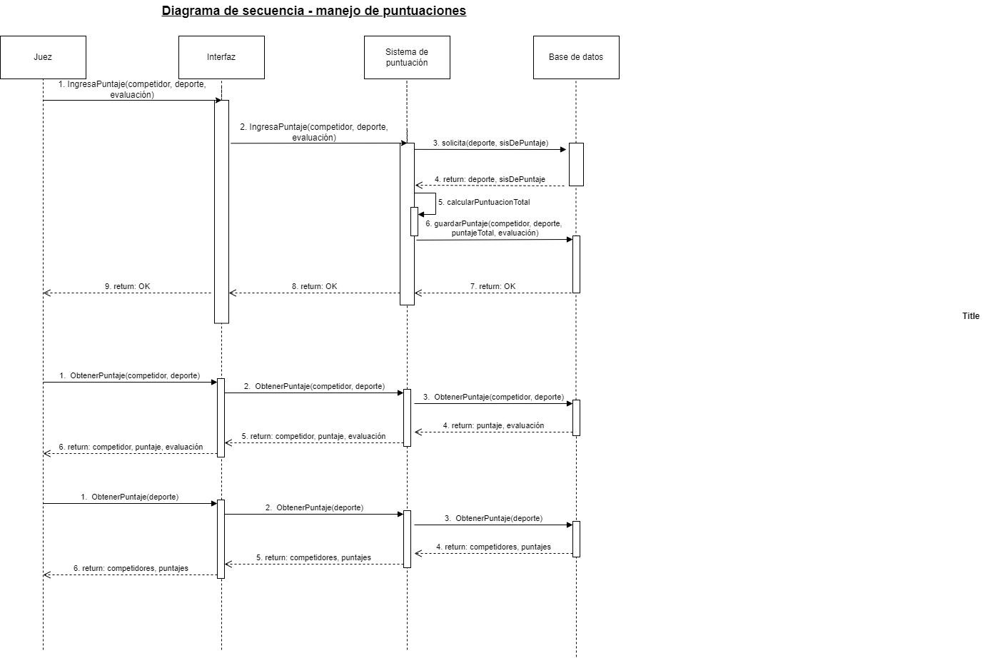 Diagrama de secuencia - manejo de puntuaciones
Juez
Interfaz
Sistema de
puntuación
Base de datos
1. IngresaPuntaje(competidor, deporte,
evaluación)
2. IngresaPuntaje(competidor, deporte,
evaluación)
3. solicita(deporte, sisDePuntaje)
4. return: deporte, sisDePuntaje
5. calcularPuntuacionTotal
6. guardarPuntaje(competidor, deporte,
puntajeTotal, evaluación)
9. return: OK
8. return: OK
7. return: OK
Title
1.  ObtenerPuntaje(competidor, deporte)
2.  ObtenerPuntaje(competidor, deporte)
3.  ObtenerPuntaje(competidor, deporte)
4. return: puntaje, evaluación
5. return: competidor, puntaje, evaluación
6. return: competidor, puntaje, evaluación
1.  ObtenerPuntaje(deporte)
2.  ObtenerPuntaje(deporte)
3.  ObtenerPuntaje(deporte)
4. return: competidores, puntajes
5. return: competidores, puntajes
6. return: competidores, puntajes